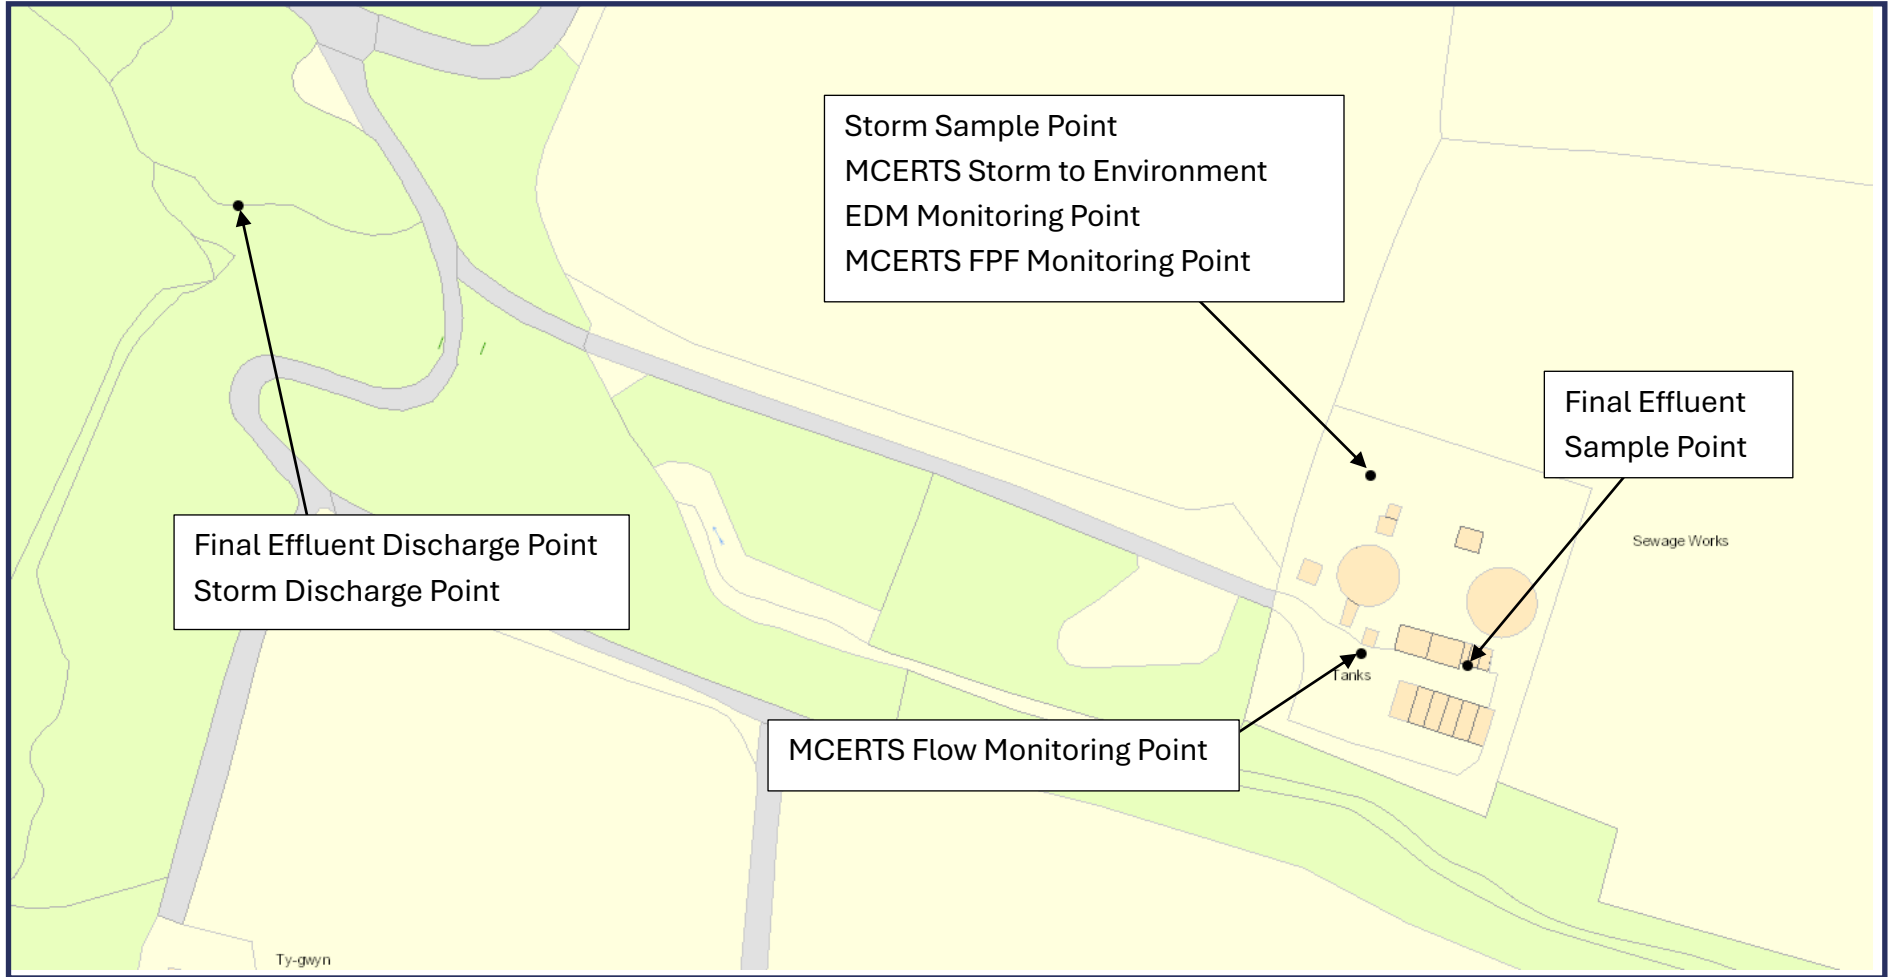 Storm Sample Point
MCERTS Storm to Environment
EDM Monitoring Point
MCERTS FPF Monitoring Point
Final Effluent
Sample Point
Sewage Works
Final Effluent Discharge Point
Storm Discharge Point
Tanks
MCERTS Flow Monitoring Point
Ty-gwyn